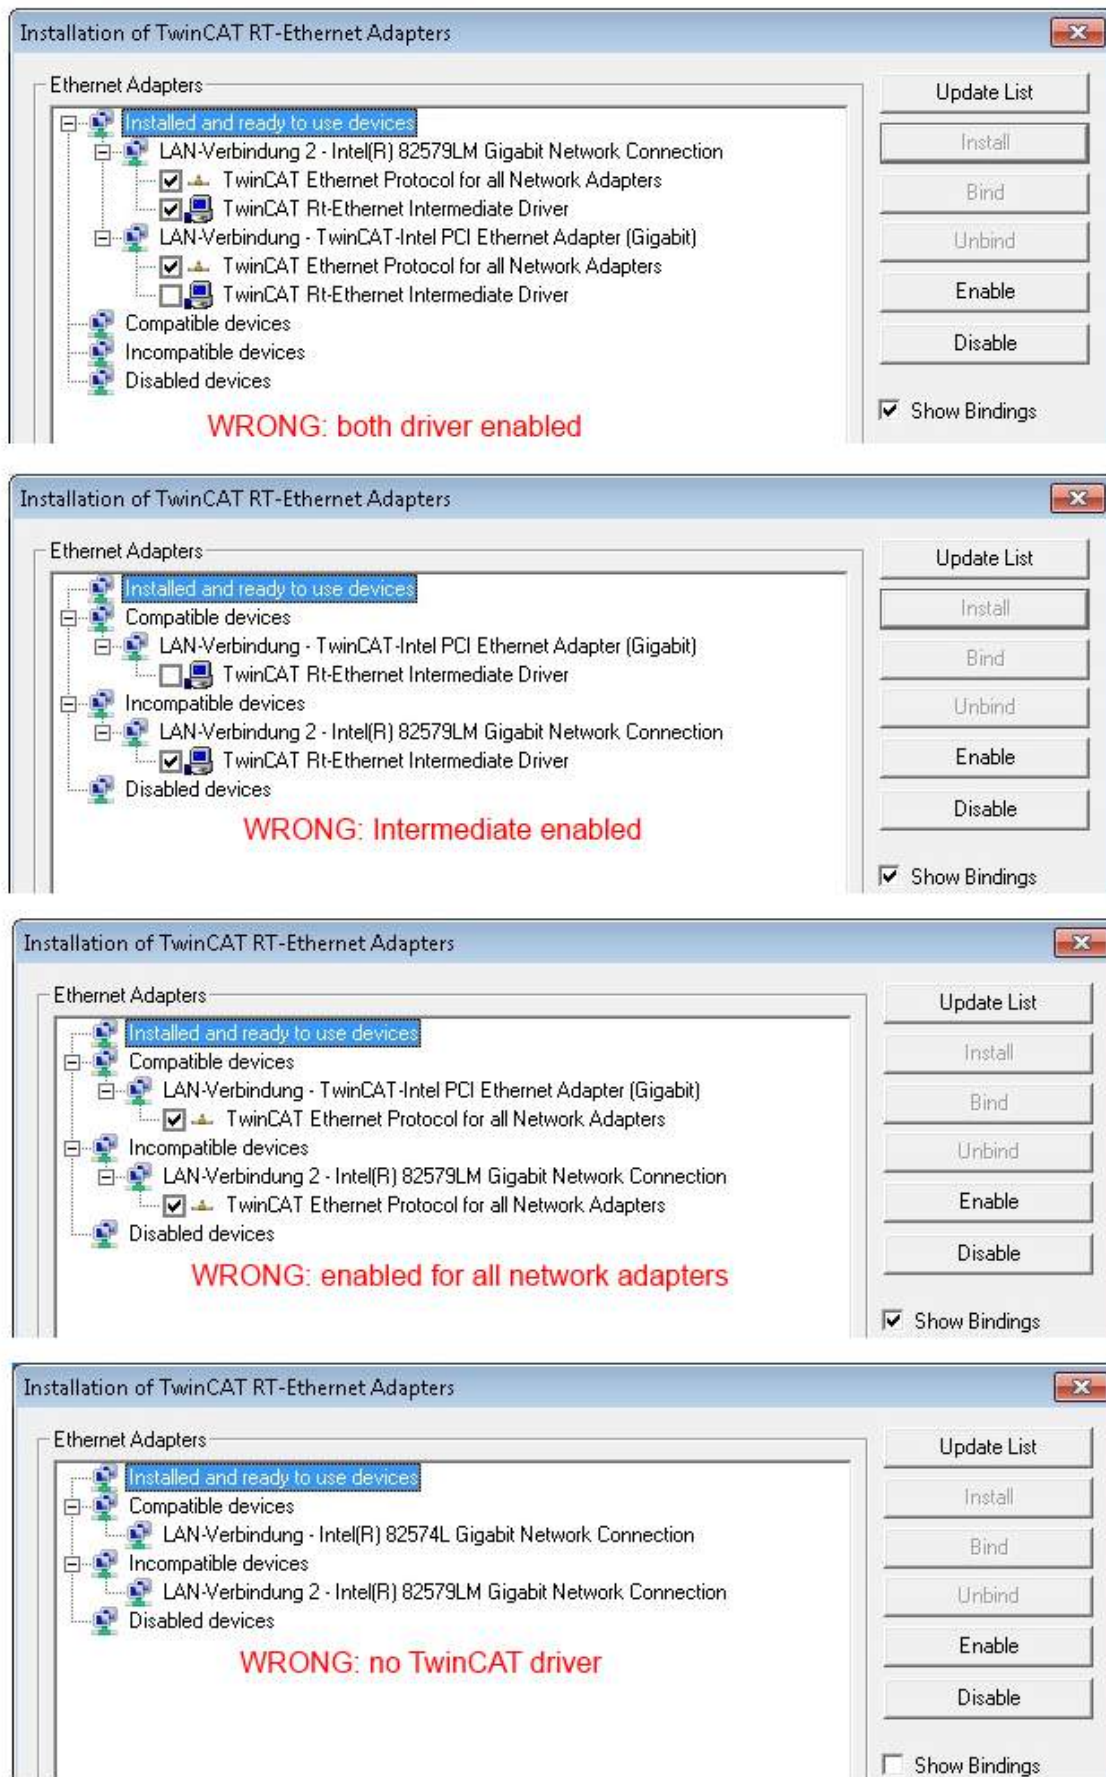 Installation of TwinCAT RT-Ethernet Adapters
Ethernet Adapters
Update List
Installed and ready to use devices
Install
LAN-Verbindung 2 - Intel(R) 82579LM Gigabit Network Connection
TwinCAT Ethernet Protocol for all Network Adapters
Bind
TwinCAT Rt-Ethernet Intermediate Driver
LAN-Verbindung - TwinCAT-Intel PCI Ethernet Adapter (Gigabit)
Unbind
TwinCAT Ethernet Protocol for all Network Adapters
TwinCAT Rt-Ethernet Intermediate Driver
Enable
Compatible devices
Incompatible devices
Disable
Disabled devices
WRONG: both driver enabled
Show Bindings
Installation of TwinCAT RT-Ethernet Adapters
Ethernet Adapters
Update List
Installed and ready to use devices
Install
Compatible devices
LAN-Verbindung - TwinCAT-Intel PCI Ethernet Adapter (Gigabit)
Bind
TwinCAT Rt-Ethernet Intermediate Driver
Incompatible devices
Unbind
LAN-Verbindung 2 - Intel(R) 82579LM Gigabit Network Connection
TwinCAT Rt-Ethernet Intermediate Driver
Enable
Disabled devices
Disable
WRONG: Intermediate enabled
Show Bindings
Installation of TwinCAT RT-Ethernet Adapters
Ethernet Adapters
Update List
Installed and ready to use devices
Install
Compatible devices
LAN-Verbindung - TwinCAT-Intel PCI Ethernet Adapter (Gigabit)
Bind
TwinCAT Ethernet Protocol for all Network Adapters
Incompatible devices
Unbind
LAN-Verbindung 2 - Intel(R) 82579LM Gigabit Network Connection
TwinCAT Ethernet Protocol for all Network Adapters
Enable
Disabled devices
Disable
WRONG: enabled for all network adapters
Show Bindings
Installation of TwinCAT RT-Ethernet Adapters
Ethernet Adapters
Update List
Installed and ready to use devices
Install
Compatible devices
LAN-Verbindung - Intel(R) 82574L Gigabit Network Connection
Bind
Incompatible devices
LAN-Verbindung 2 - Intel(R) 82579LM Gigabit Network Connection
Unbind
Disabled devices
Enable
WRONG: no TwinCAT driver
Disable
Show Bindings